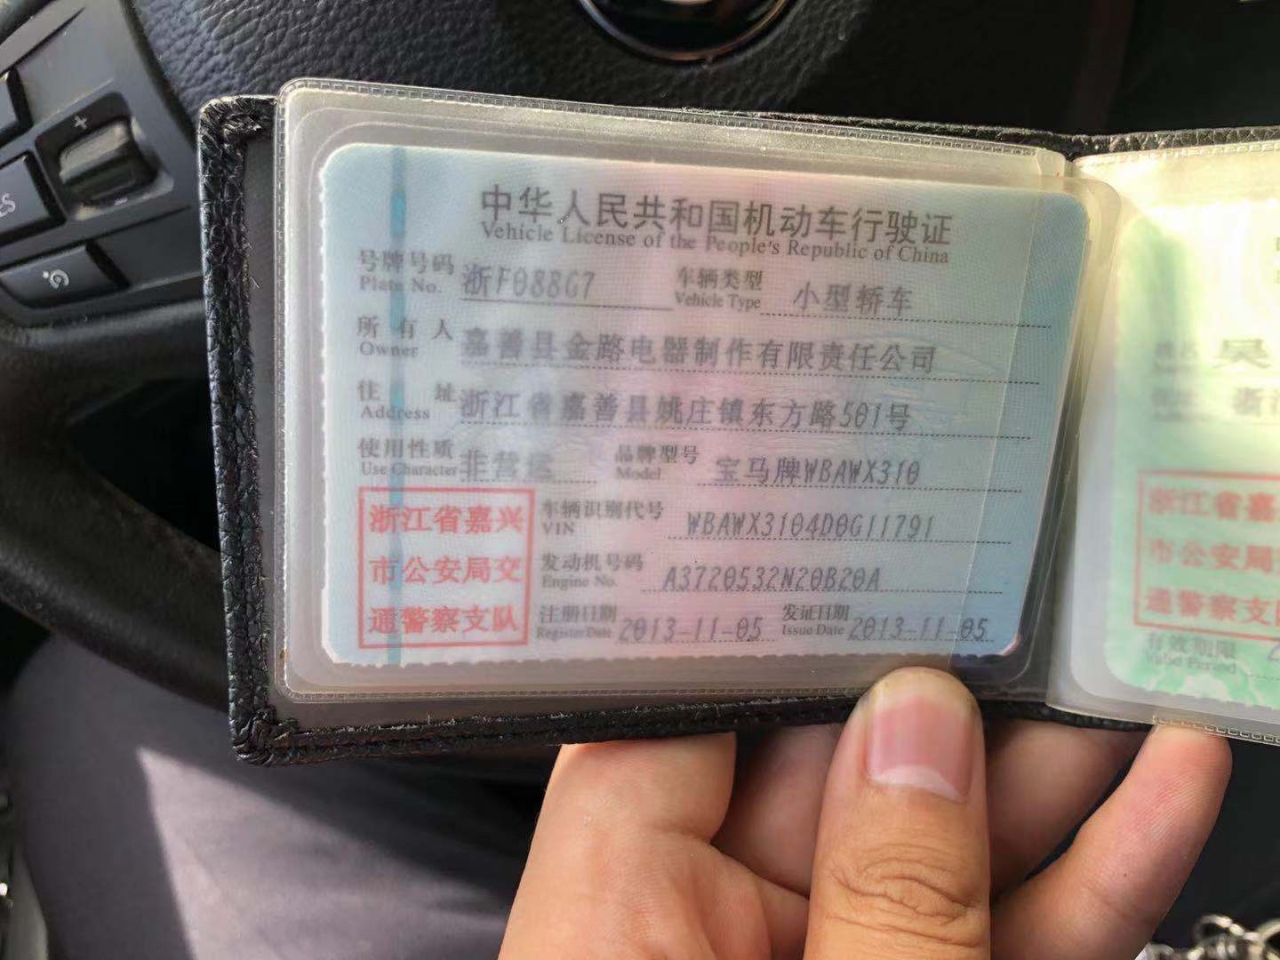 中华人民共和国机动车行驶证
Vehicle License of the People's Republic of China
号牌号码 浙F088G7 车辆类型 小型轿车
Plate No. Vehicle Type
所有人 嘉善县金路电器制作有限责任公司
Owner
住址 浙江省嘉善县姚庄镇东方路501号
Address
使用性质 非营运 品牌型号 宝马牌WBAWX310
Use Character Model
浙江省嘉兴
市公安局交
通警察支队
车辆识别代号 WBAWX3104D0G11791
VIN
发动机号码 A3720532N20B20A
Engine No.
注册日期 2013-11-05 发证日期 2013-11-05
Register Date Issue Date
吴
浙江省嘉
市公安局
通警察支
有效期限
Valid Period
ES
+